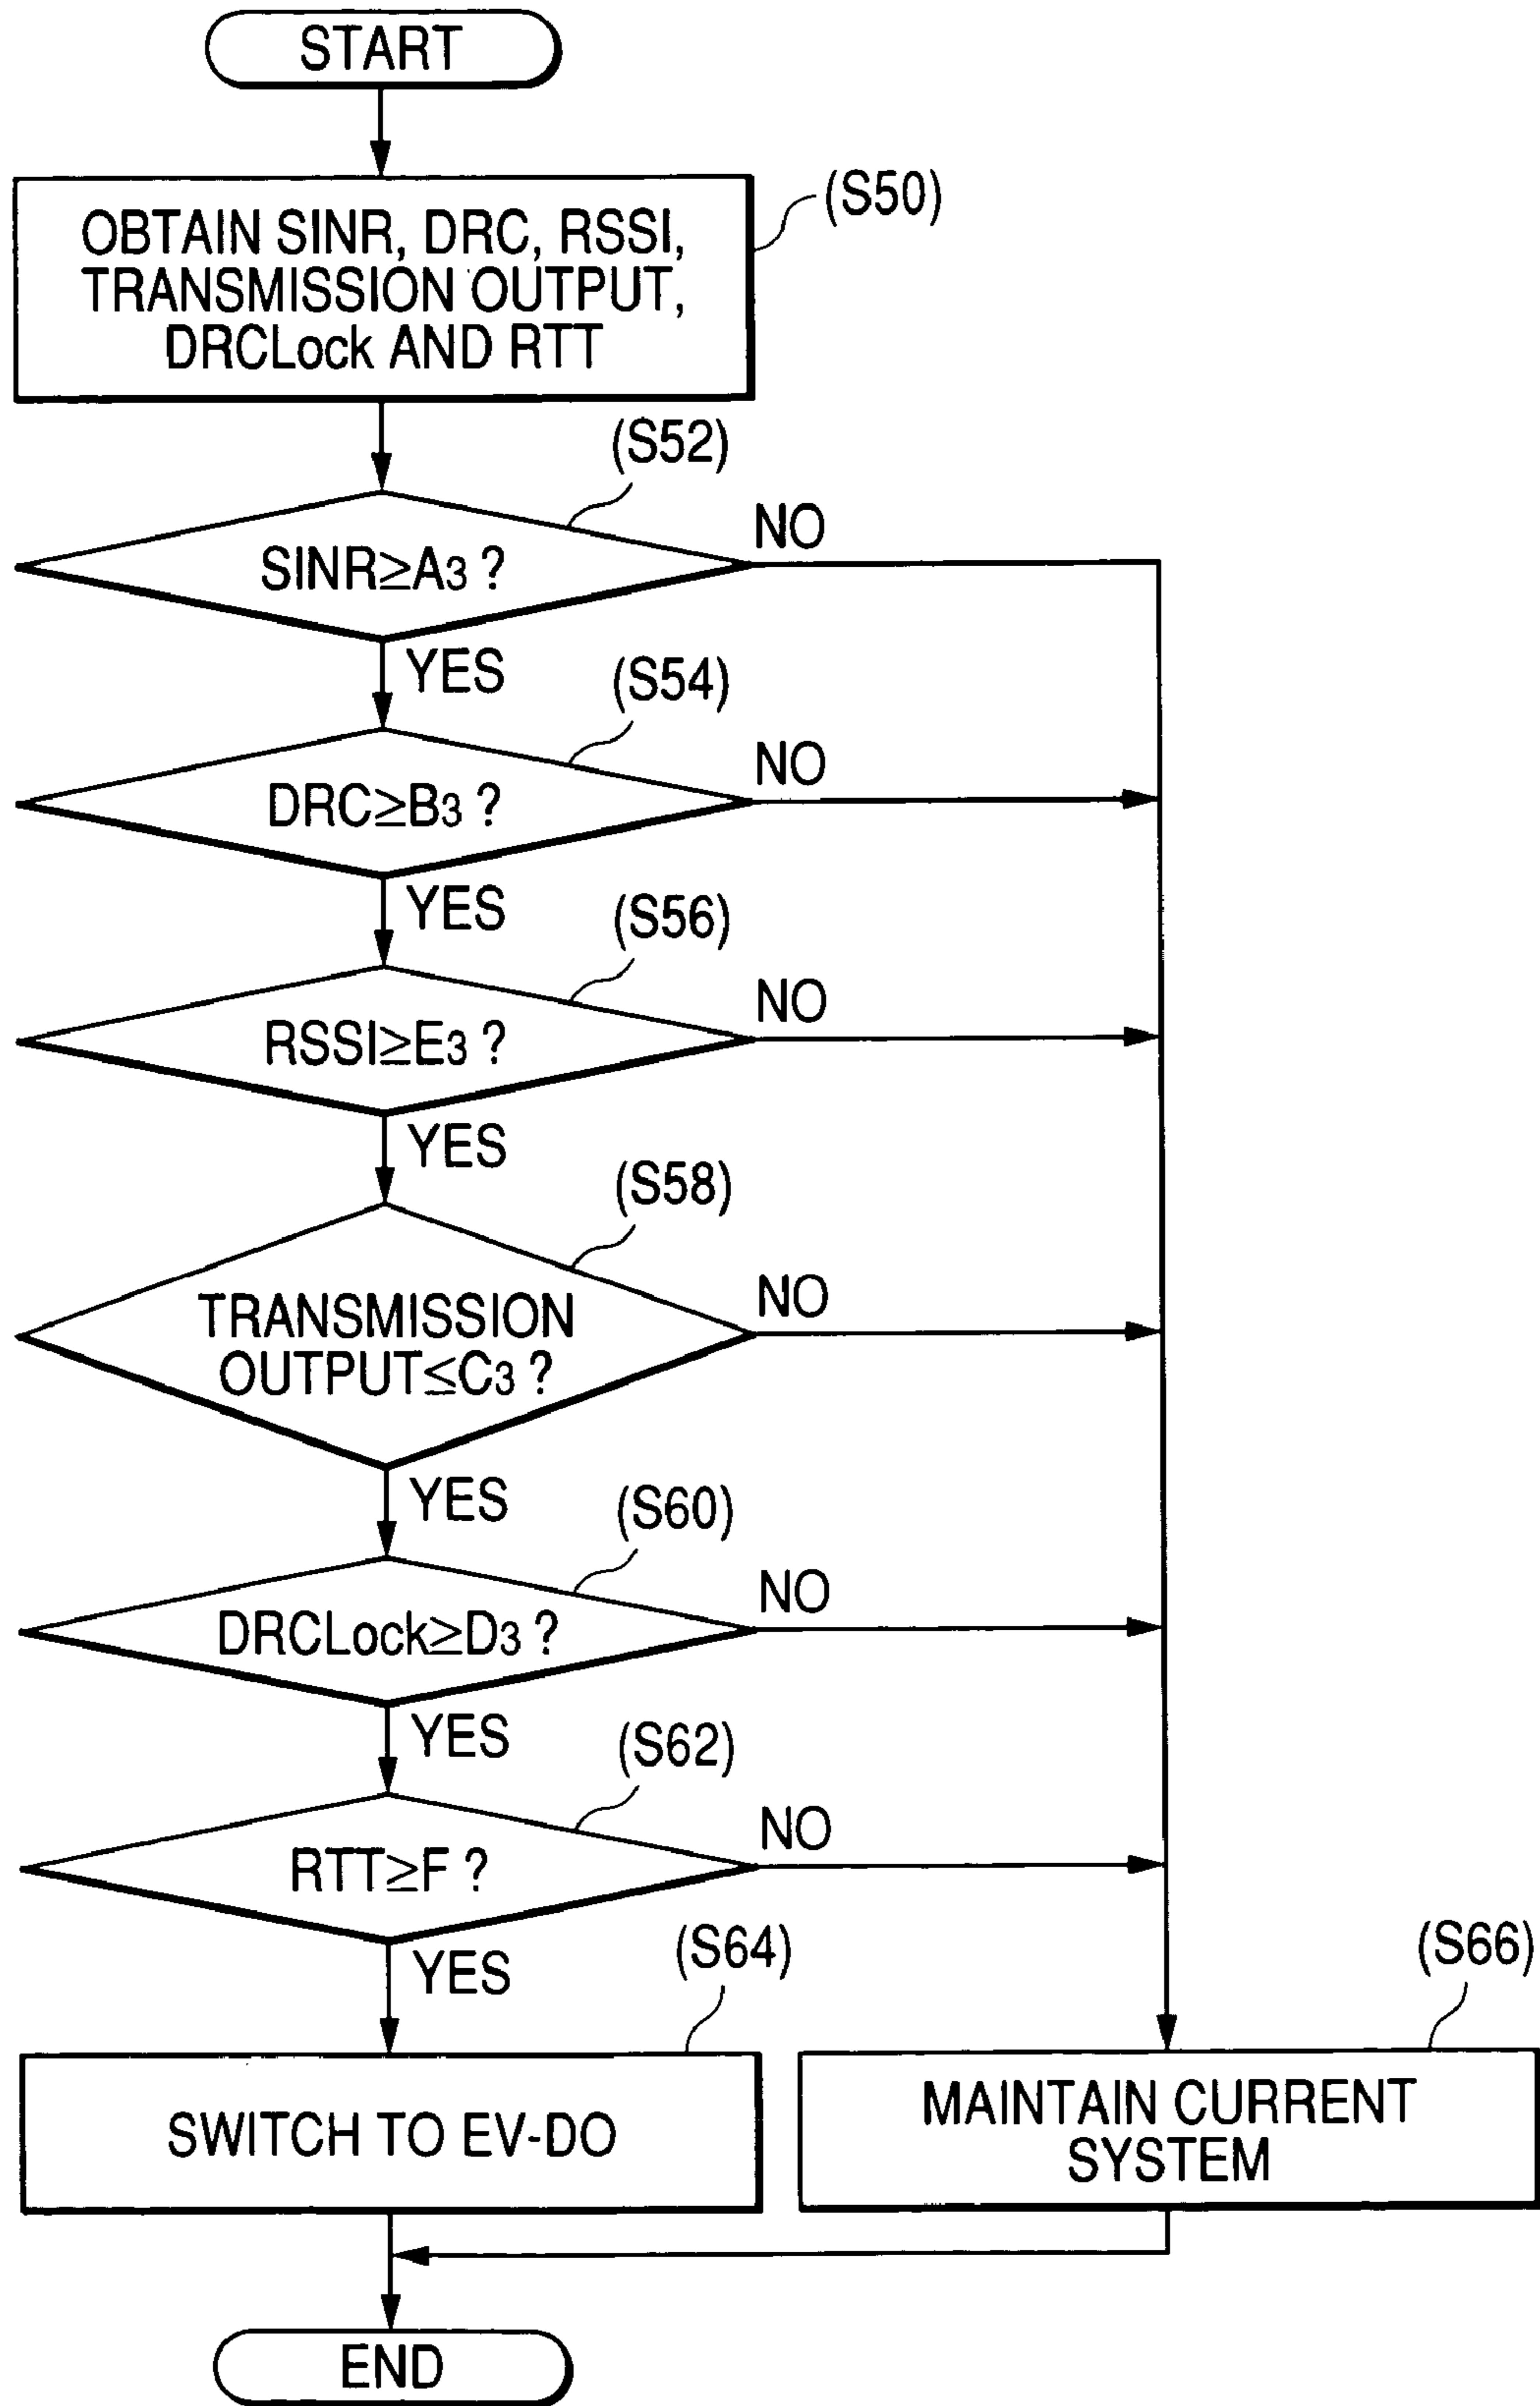 START
(S50)
OBTAIN SINR, DRC, RSSI,
TRANSMISSION OUTPUT,
DRCLock AND RTT
(S52)
SINR≥A3 ?
NO
YES
(S54)
DRC≥B3 ?
NO
YES
(S56)
RSSI≥E3 ?
NO
YES
(S58)
TRANSMISSION
OUTPUT≤C3 ?
NO
YES
(S60)
DRCLock≥D3 ?
NO
YES
(S62)
RTT≥F ?
NO
YES
(S64)
SWITCH TO EV-DO
(S66)
MAINTAIN CURRENT
SYSTEM
END